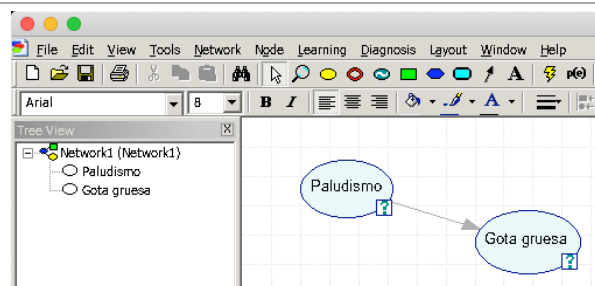 File Edit View Tools Network Node Learning Diagnosis Layout Window Help
A p(e)
Arial 8 B I A
Tree View X
Network1 (Network1)
Paludismo
Gota gruesa
Paludismo
?
Gota gruesa
?